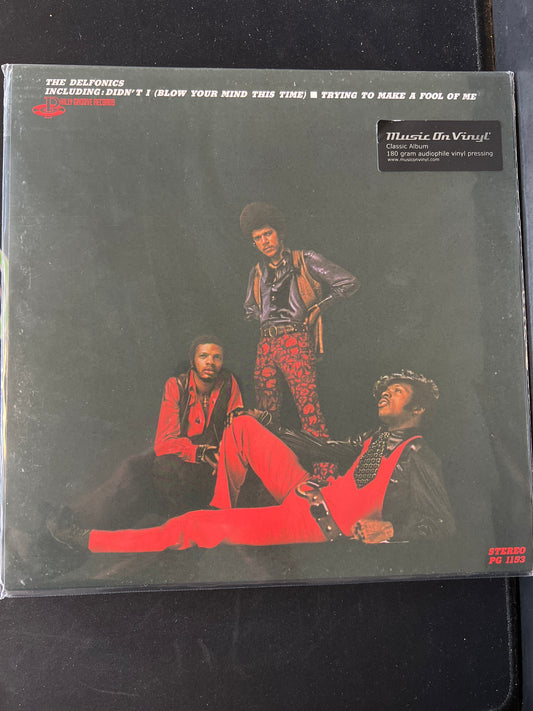 THE DELFONICS
INCLUDING: DIDN'T I (BLOW YOUR MIND THIS TIME) ■ TRYING TO MAKE A FOOL OF ME
PHILLY GROOVE RECORDS
Music On Vinyl
Classic Album
180 gram audiophile vinyl pressing
www.musiconvinyl.com
STEREO
PG 1153